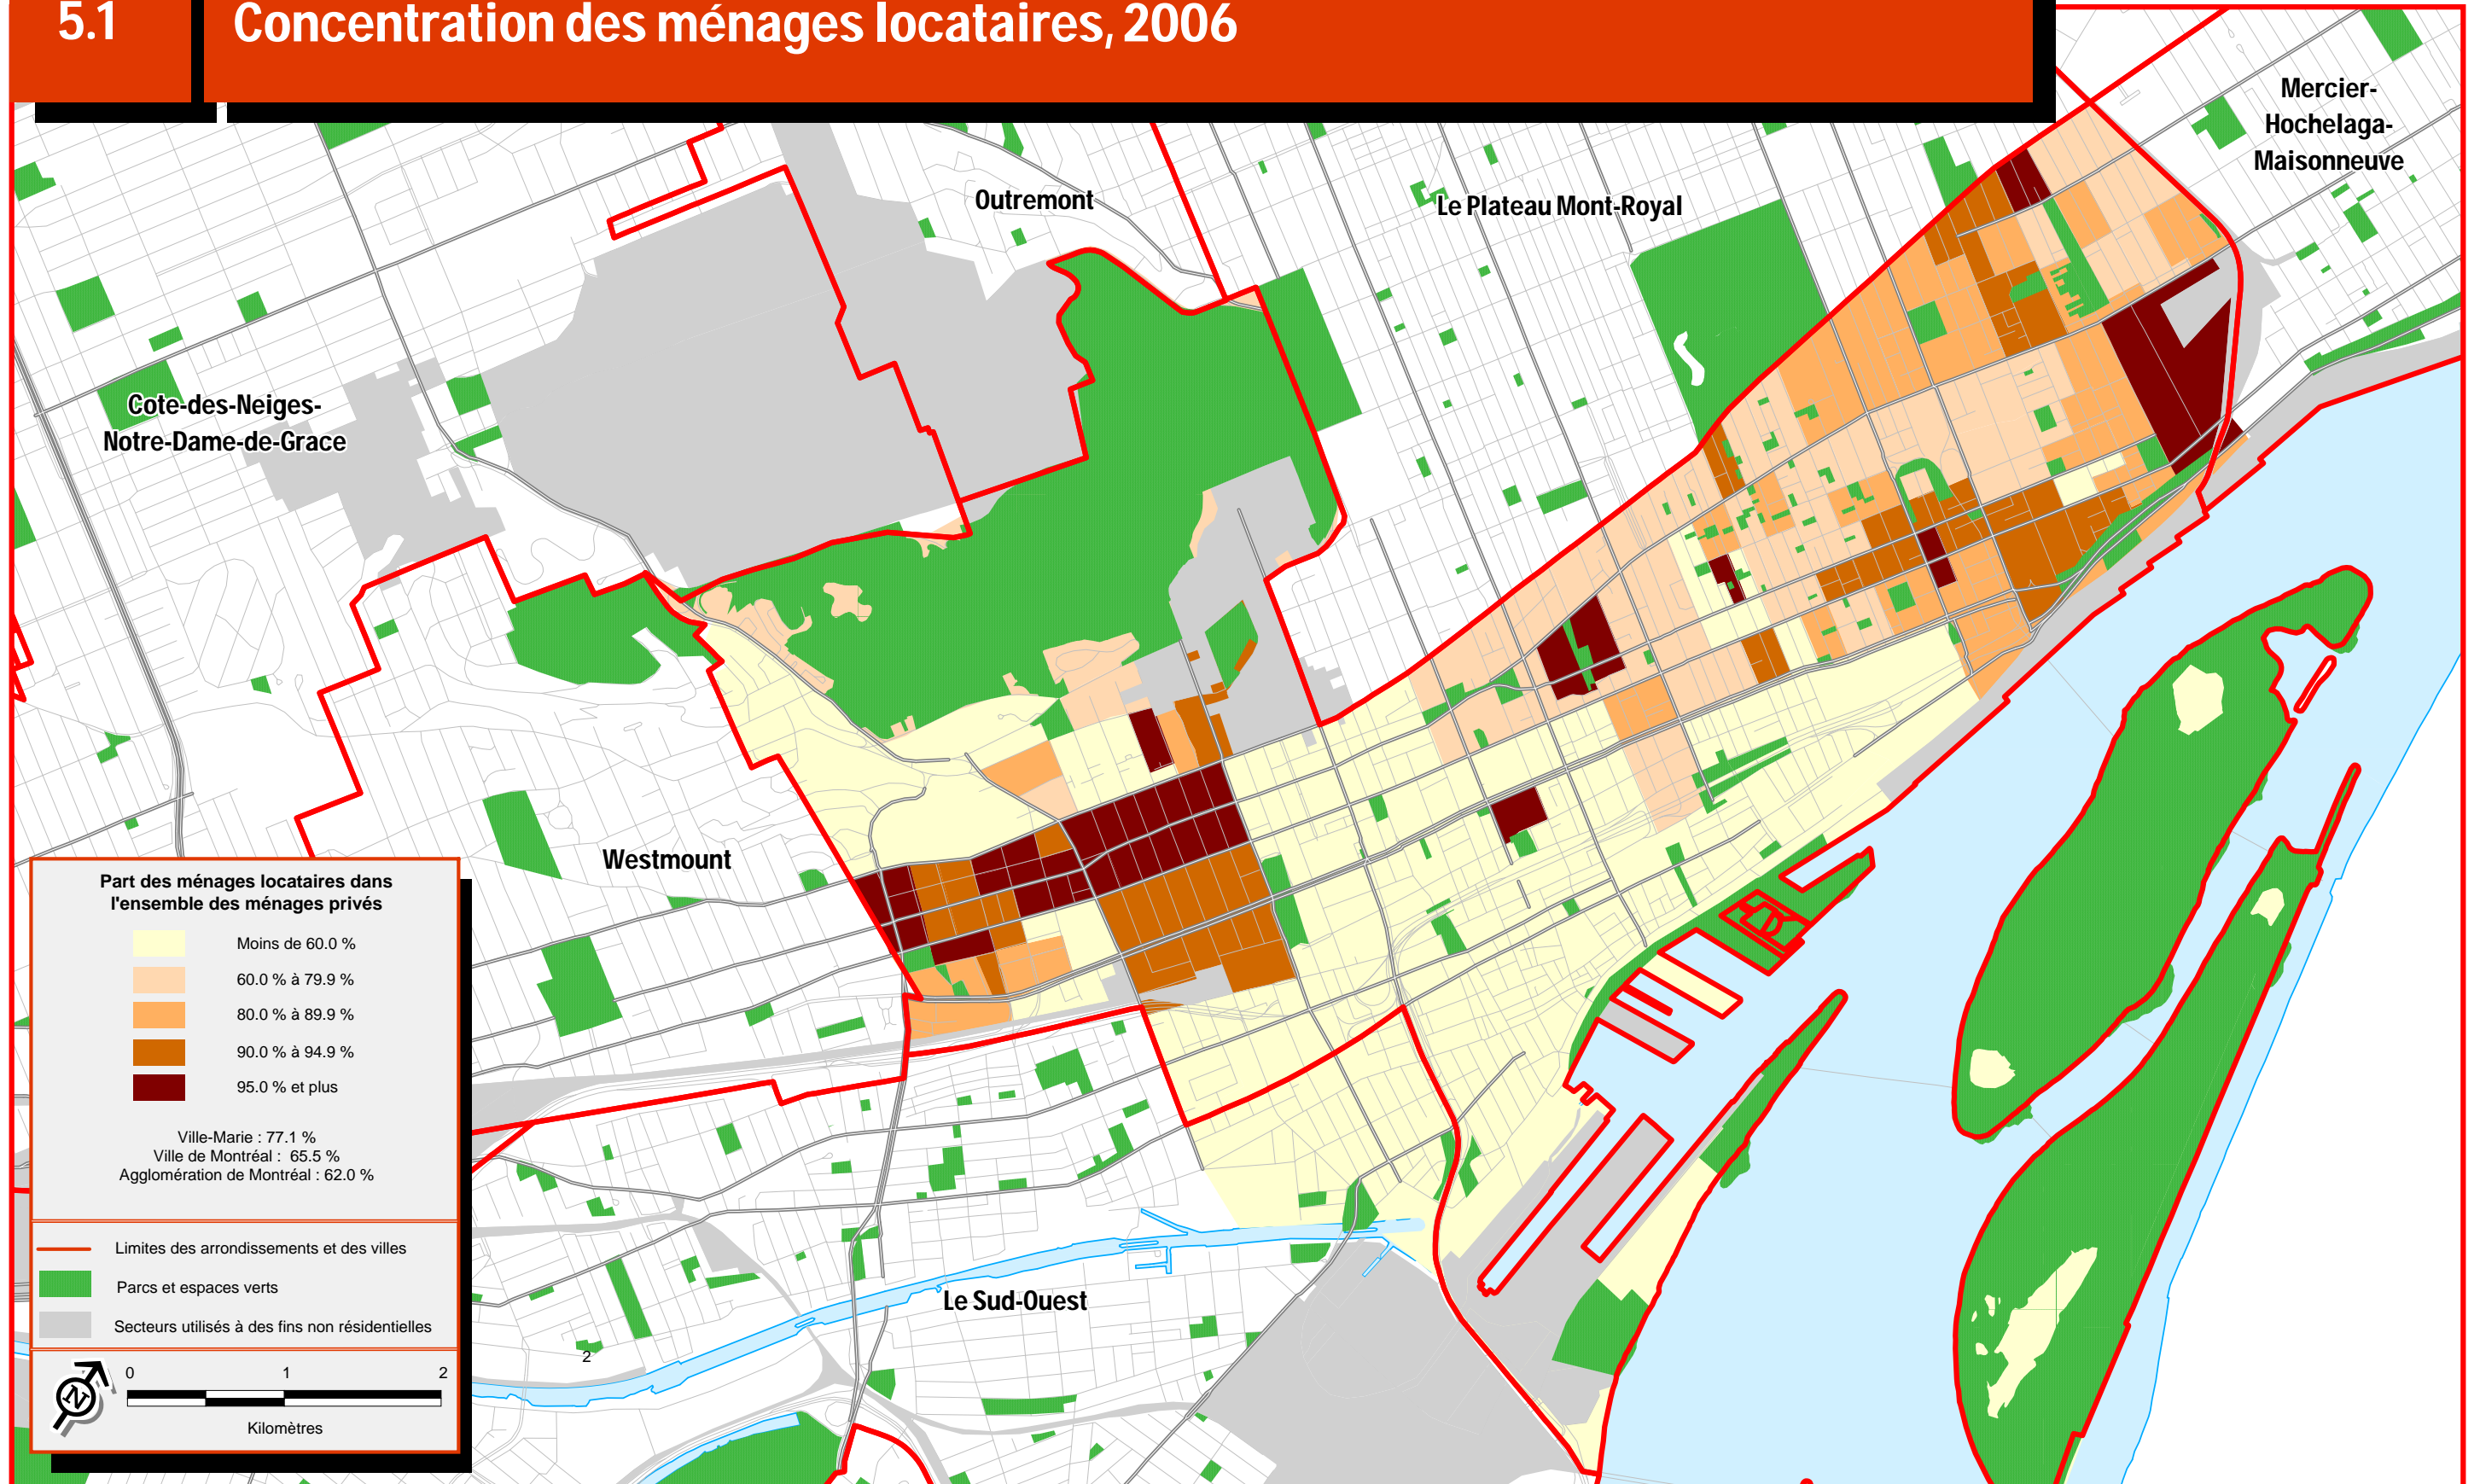 5.1
Concentration des ménages locataires, 2006
Mercier-
Hochelaga-
Maisonneuve
Outremont
Le Plateau Mont-Royal
Cote-des-Neiges-
Notre-Dame-de-Grace
Westmount
Le Sud-Ouest
2
Part des ménages locataires dans
l'ensemble des ménages privés
Moins de 60.0 %
60.0 % à 79.9 %
80.0 % à 89.9 %
90.0 % à 94.9 %
95.0 % et plus
Ville-Marie : 77.1 %
Ville de Montréal : 65.5 %
Agglomération de Montréal : 62.0 %
Limites des arrondissements et des villes
Parcs et espaces verts
Secteurs utilisés à des fins non résidentielles
N
0 1 2
Kilomètres